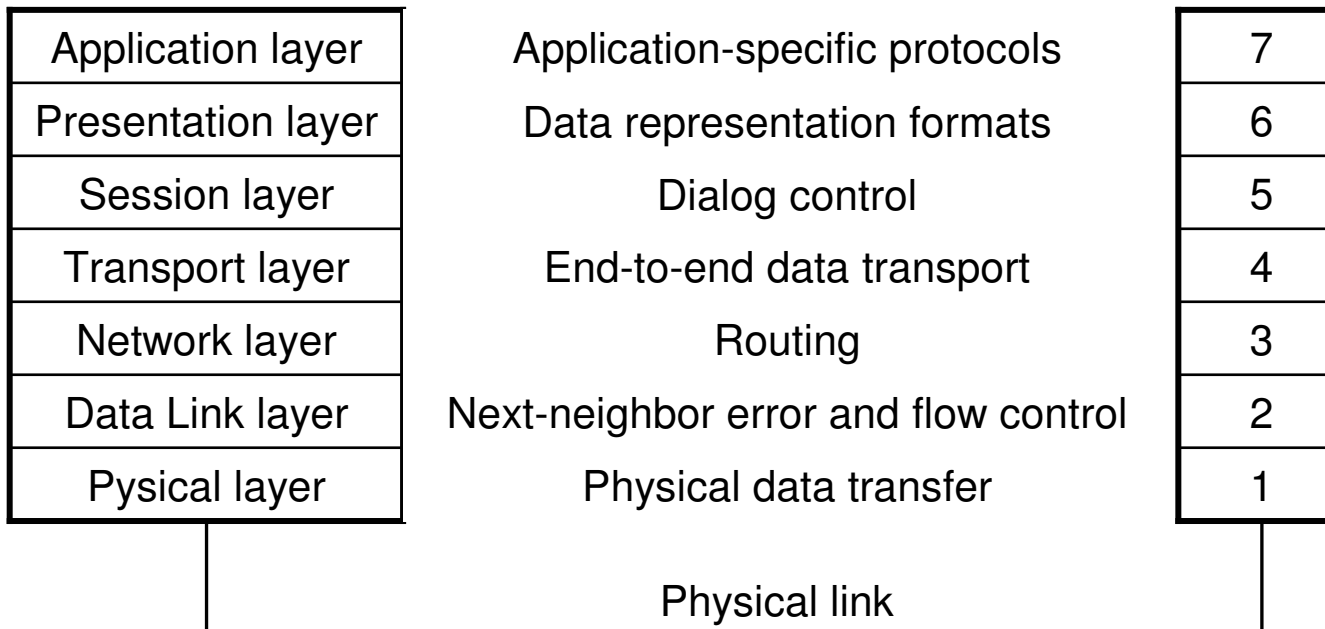 Application layer Application-specific protocols 7
Presentation layer Data representation formats 6
Session layer Dialog control 5
Transport layer End-to-end data transport 4
Network layer Routing 3
Data Link layer Next-neighbor error and flow control 2
Pysical layer Physical data transfer 1
Physical link